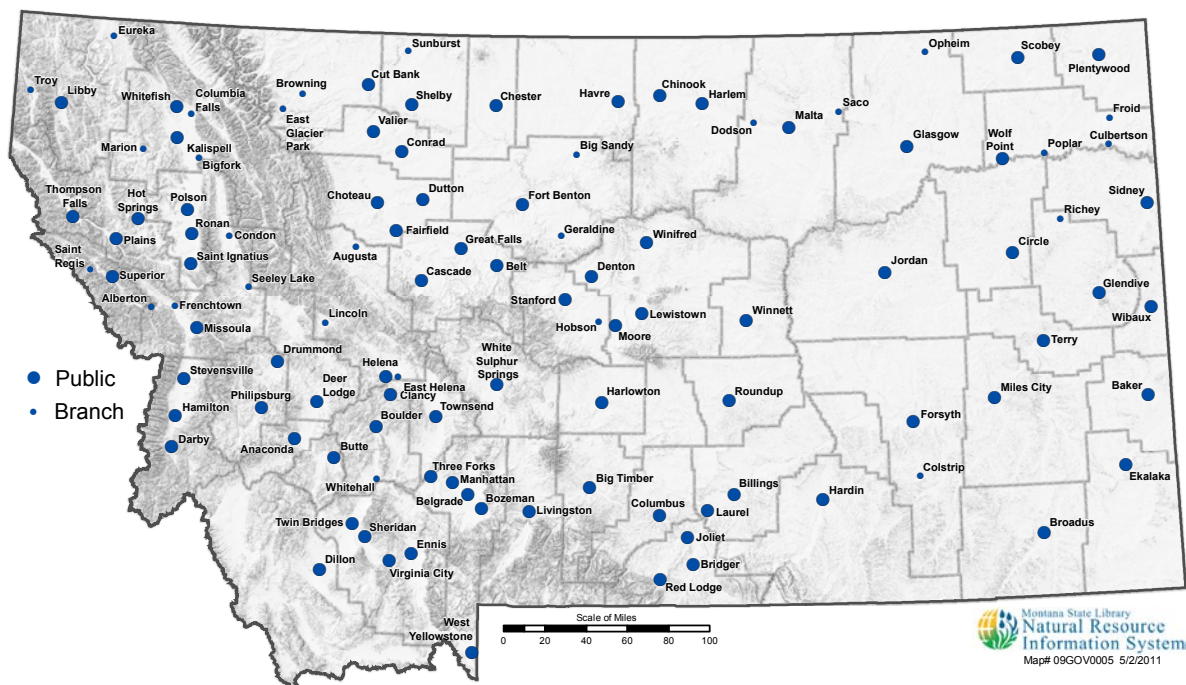 Eureka
Sunburst
Opheim
Scobey
Plentywood
Troy
Libby
Whitefish
Columbia
Falls
Browning
Cut Bank
Shelby
Chester
Havre
Chinook
Harlem
Saco
Malta
Dodson
Froid
Culbertson
East
Glacier
Park
Valier
Conrad
Big Sandy
Glasgow
Wolf
Point
Poplar
Marion
Kalispell
Bigfork
Thompson
Falls
Hot
Springs
Polson
Choteau
Dutton
Fort Benton
Sidney
Richey
Ronan
Condon
Plains
Fairfield
Great Falls
Geraldine
Winifred
Circle
Saint
Regis
Superior
Saint Ignatius
Augusta
Belt
Denton
Jordan
Seeley Lake
Cascade
Glendive
Alberton
Frenchtown
Stanford
Lewistown
Winnett
Wibaux
Missoula
Lincoln
Hobson
Moore
Terry
Drummond
White
Sulphur
Springs
Public
Branch
Stevensville
Helena
East Helena
Clancy
Deer
Lodge
Harlowton
Roundup
Miles City
Baker
Hamilton
Philipsburg
Townsend
Boulder
Forsyth
Darby
Anaconda
Butte
Three Forks
Manhattan
Belgrade
Bozeman
Livingston
Big Timber
Columbus
Billings
Laurel
Hardin
Colstrip
Ekalaka
Whitehall
Twin Bridges
Sheridan
Ennis
Virginia City
Dillon
Joliet
Bridger
Red Lodge
Broadus
West
Yellowstone
Scale of Miles
0 20 40 60 80 100
Montana State Library
Natural Resource
Information System
Map# 09GOV0005 5/2/2011